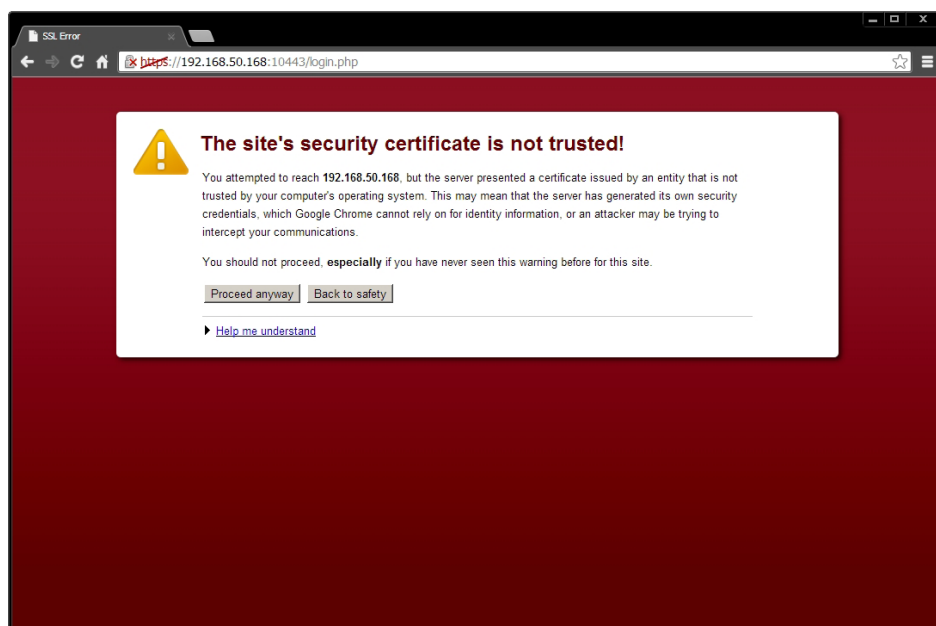 SSL Error
https://192.168.50.168:10443/login.php
The site's security certificate is not trusted!
You attempted to reach 192.168.50.168, but the server presented a certificate issued by an entity that is not
trusted by your computer's operating system. This may mean that the server has generated its own security
credentials, which Google Chrome cannot rely on for identity information, or an attacker may be trying to
intercept your communications.
You should not proceed, especially if you have never seen this warning before for this site.
Proceed anyway Back to safety
Help me understand